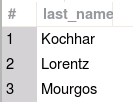 # last_name
1 Kochhar
2 Lorentz
3 Mourgos